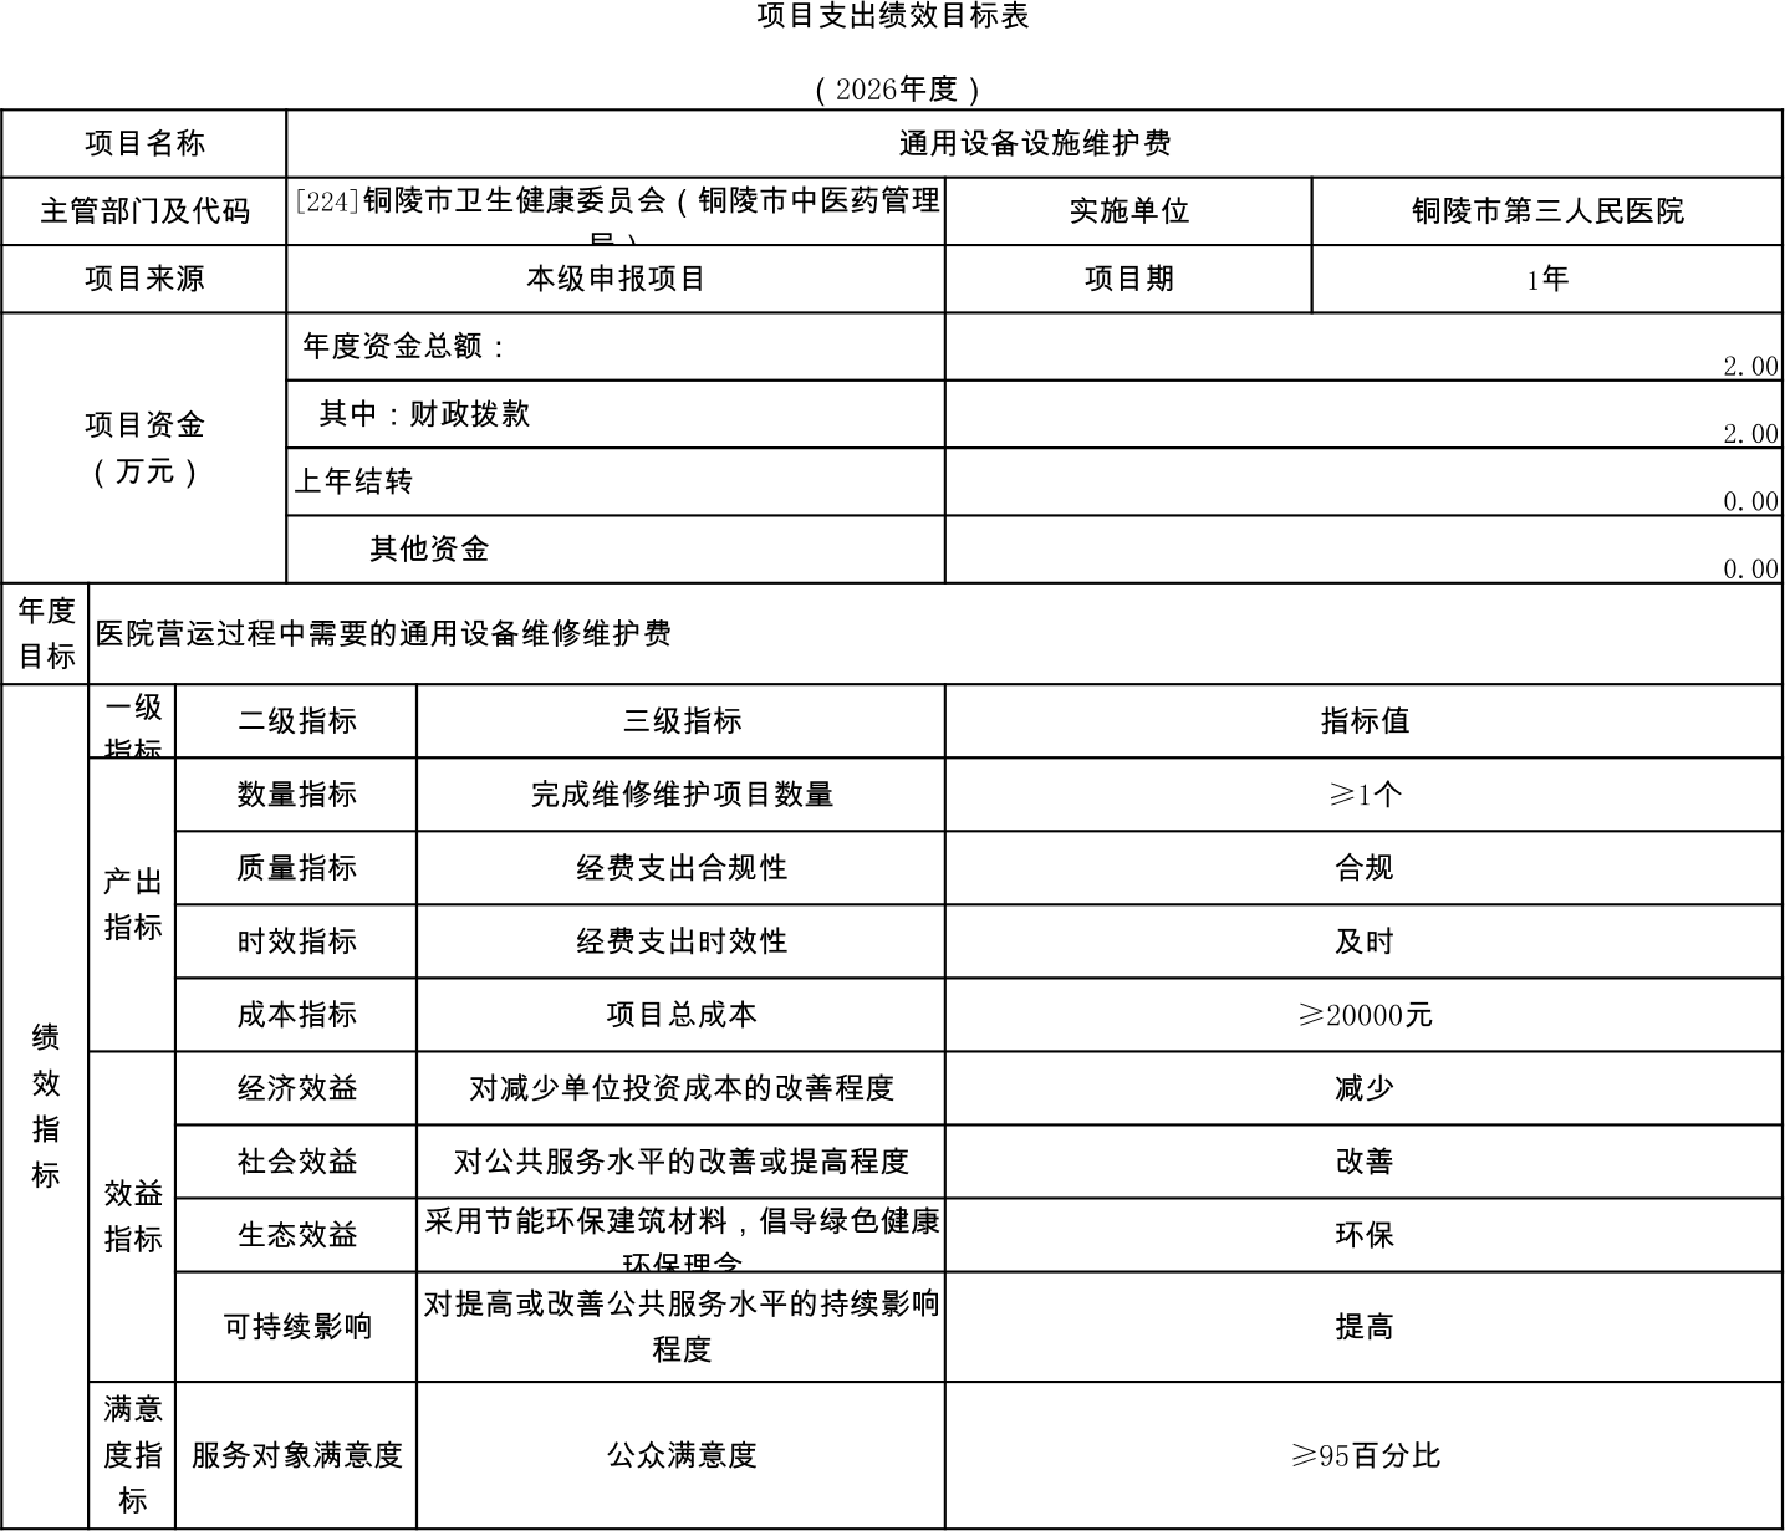 项目支出绩效目标表
（2026年度）
项目名称 通用设备设施维护费
主管部门及代码 [224]铜陵市卫生健康委员会（铜陵市中医药管理局） 实施单位 铜陵市第三人民医院
项目来源 本级申报项目 项目期 1年
项目资金
（万元）
年度资金总额： 2.00
其中：财政拨款 2.00
上年结转 0.00
其他资金 0.00
年度
目标
医院营运过程中需要的通用设备维修维护费
绩
效
指
标
一级
指标
二级指标 三级指标 指标值
产出
指标
数量指标 完成维修维护项目数量 ≥1个
质量指标 经费支出合规性 合规
时效指标 经费支出时效性 及时
成本指标 项目总成本 ≥20000元
效益
指标
经济效益 对减少单位投资成本的改善程度 减少
社会效益 对公共服务水平的改善或提高程度 改善
生态效益 采用节能环保建筑材料，倡导绿色健康
环保理念
环保
可持续影响 对提高或改善公共服务水平的持续影响
程度
提高
满意
度指
标
服务对象满意度 公众满意度 ≥95百分比